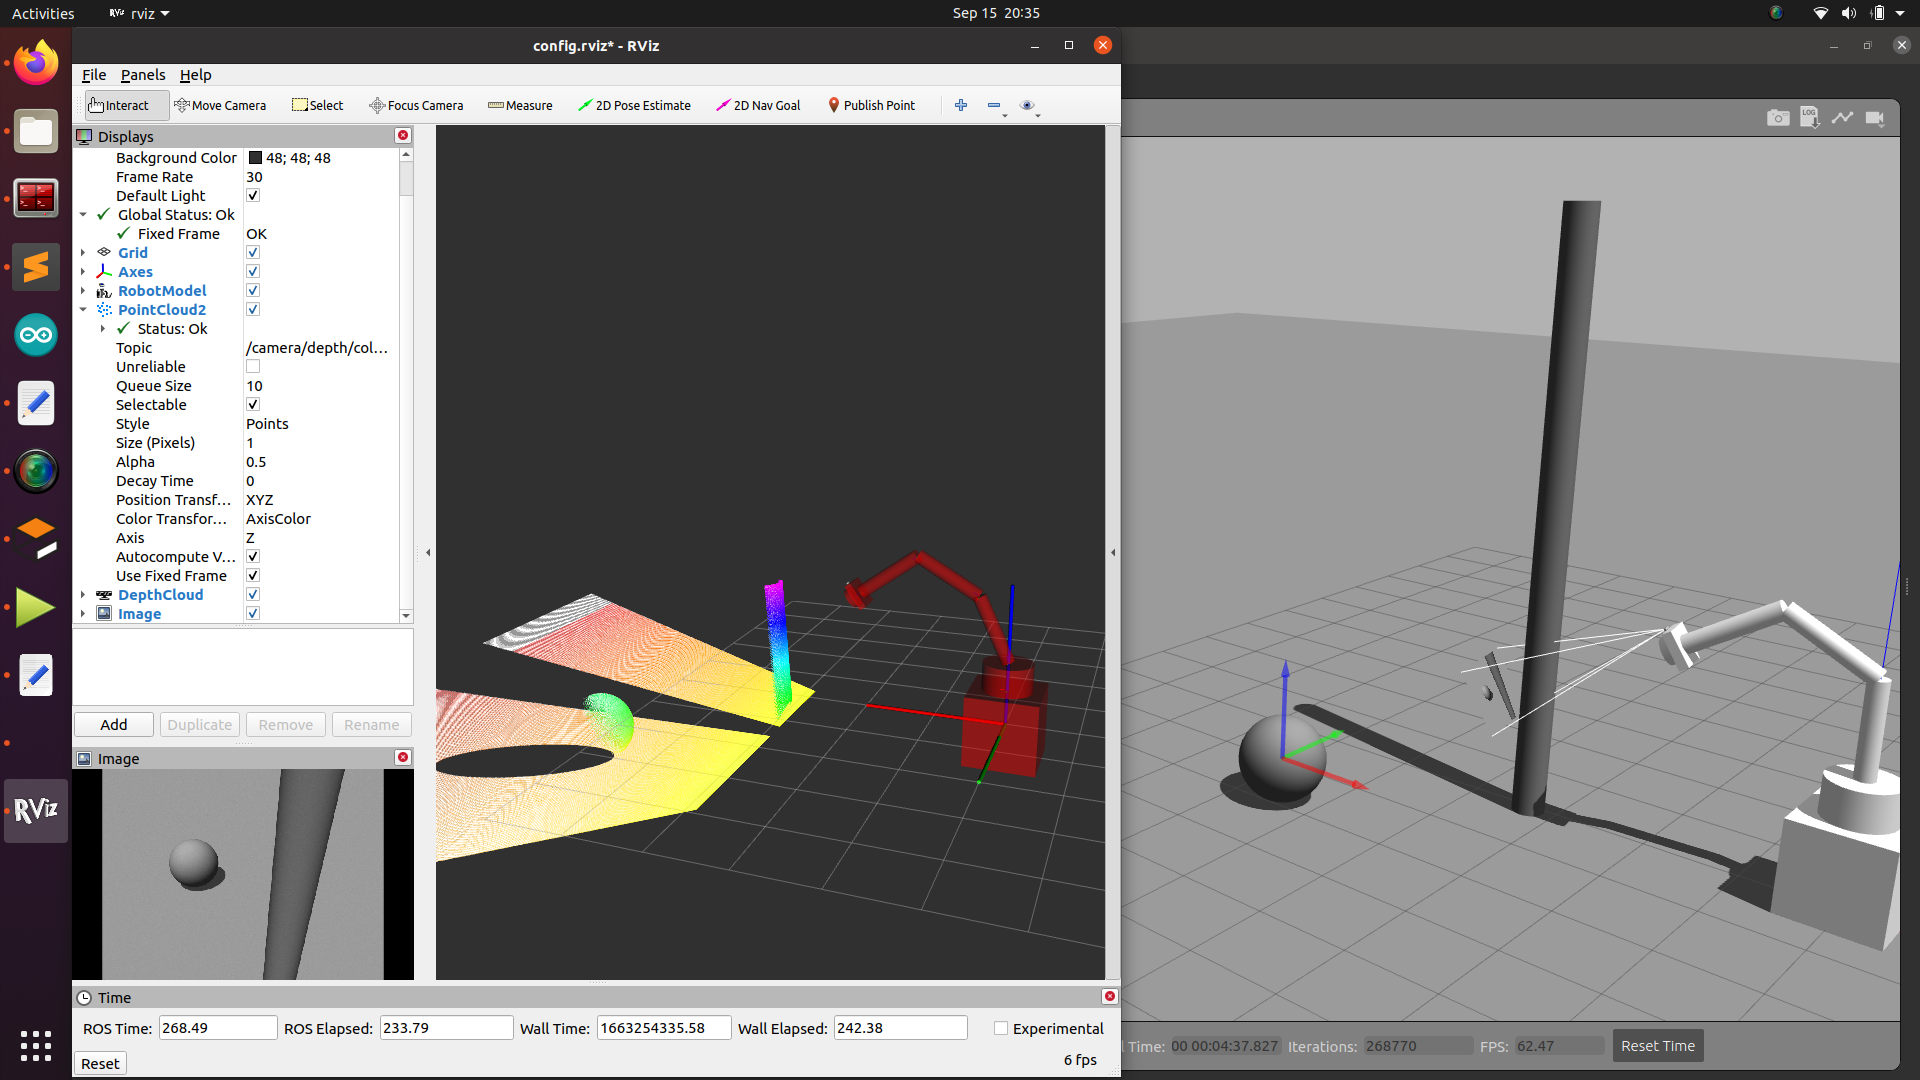 Activities
RViz rviz
Sep 15 20:35
config.rviz* - RViz
File Panels Help
Interact Move Camera Select Focus Camera Measure 2D Pose Estimate 2D Nav Goal Publish Point
Displays
Background Color 48; 48; 48
Frame Rate 30
Default Light
Global Status: Ok
Fixed Frame OK
Grid
Axes
RobotModel
PointCloud2
Status: Ok
Topic /camera/depth/col...
Unreliable
Queue Size 10
Selectable
Style Points
Size (Pixels) 1
Alpha 0.5
Decay Time 0
Position Transf... XYZ
Color Transfor... AxisColor
Axis Z
Autocompute V...
Use Fixed Frame
DepthCloud
Image
Add Duplicate Remove Rename
Image
RViz
Time
ROS Time: 268.49 ROS Elapsed: 233.79 Wall Time: 1663254335.58 Wall Elapsed: 242.38 Experimental
Reset
6 fps
LOG
l Time: 00 00:04:37.827 Iterations: 268770 FPS: 62.47 Reset Time